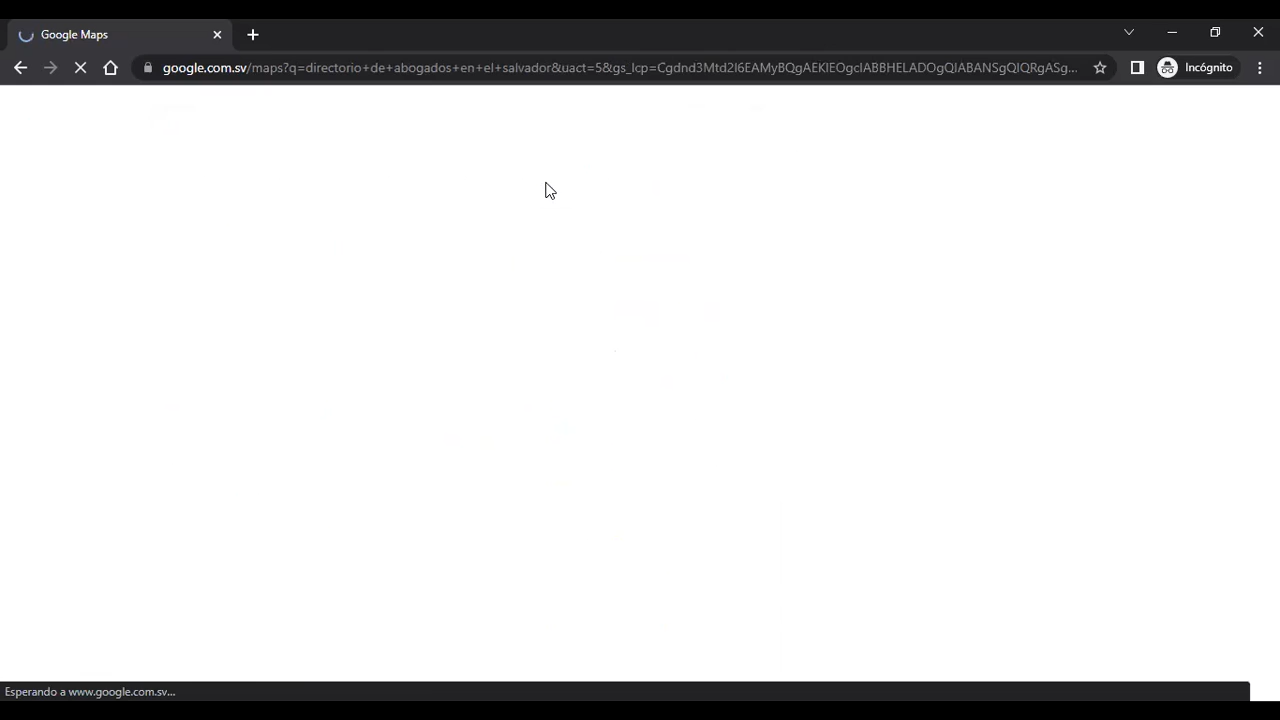 Google Maps
google.com.sv/maps?q=directorio+de+abogados+en+el+salvador&uact=5&gs_lcp=Cgdnd3Mtd2l6EAMyBQgAEKIEOgcIABBHELADOgQIABANSgQIQRgASg...
Incógnito
Esperando a www.google.com.sv...